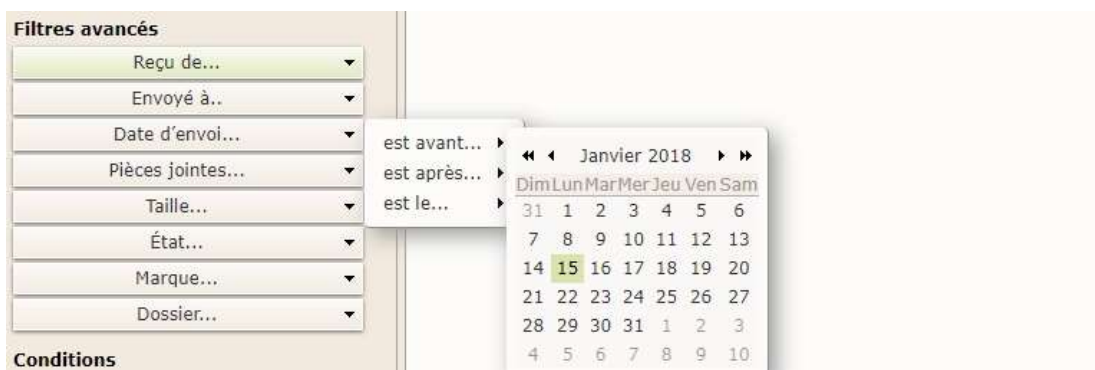 Filtres avancés
Reçu de...
Envoyé à..
Date d´envoi...
Pièces jointes...
Taille...
État...
Marque...
Dossier...
Conditions
est avant...
est après...
est le...
Janvier 2018
Dim Lun Mar Mer Jeu Ven Sam
31 1 2 3 4 5 6
7 8 9 10 11 12 13
14 15 16 17 18 19 20
21 22 23 24 25 26 27
28 29 30 31 1 2 3
4 5 6 7 8 9 10